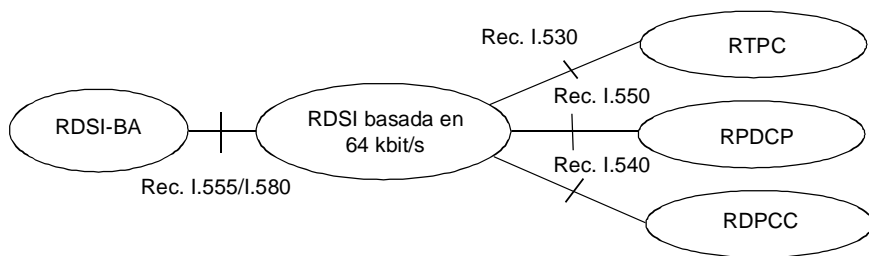 Rec. I.530
RTPC
Rec. I.550
RDSI-BA
RDSI basada en
64 kbit/s
RPDCP
Rec. I.540
Rec. I.555/I.580
RDPCC